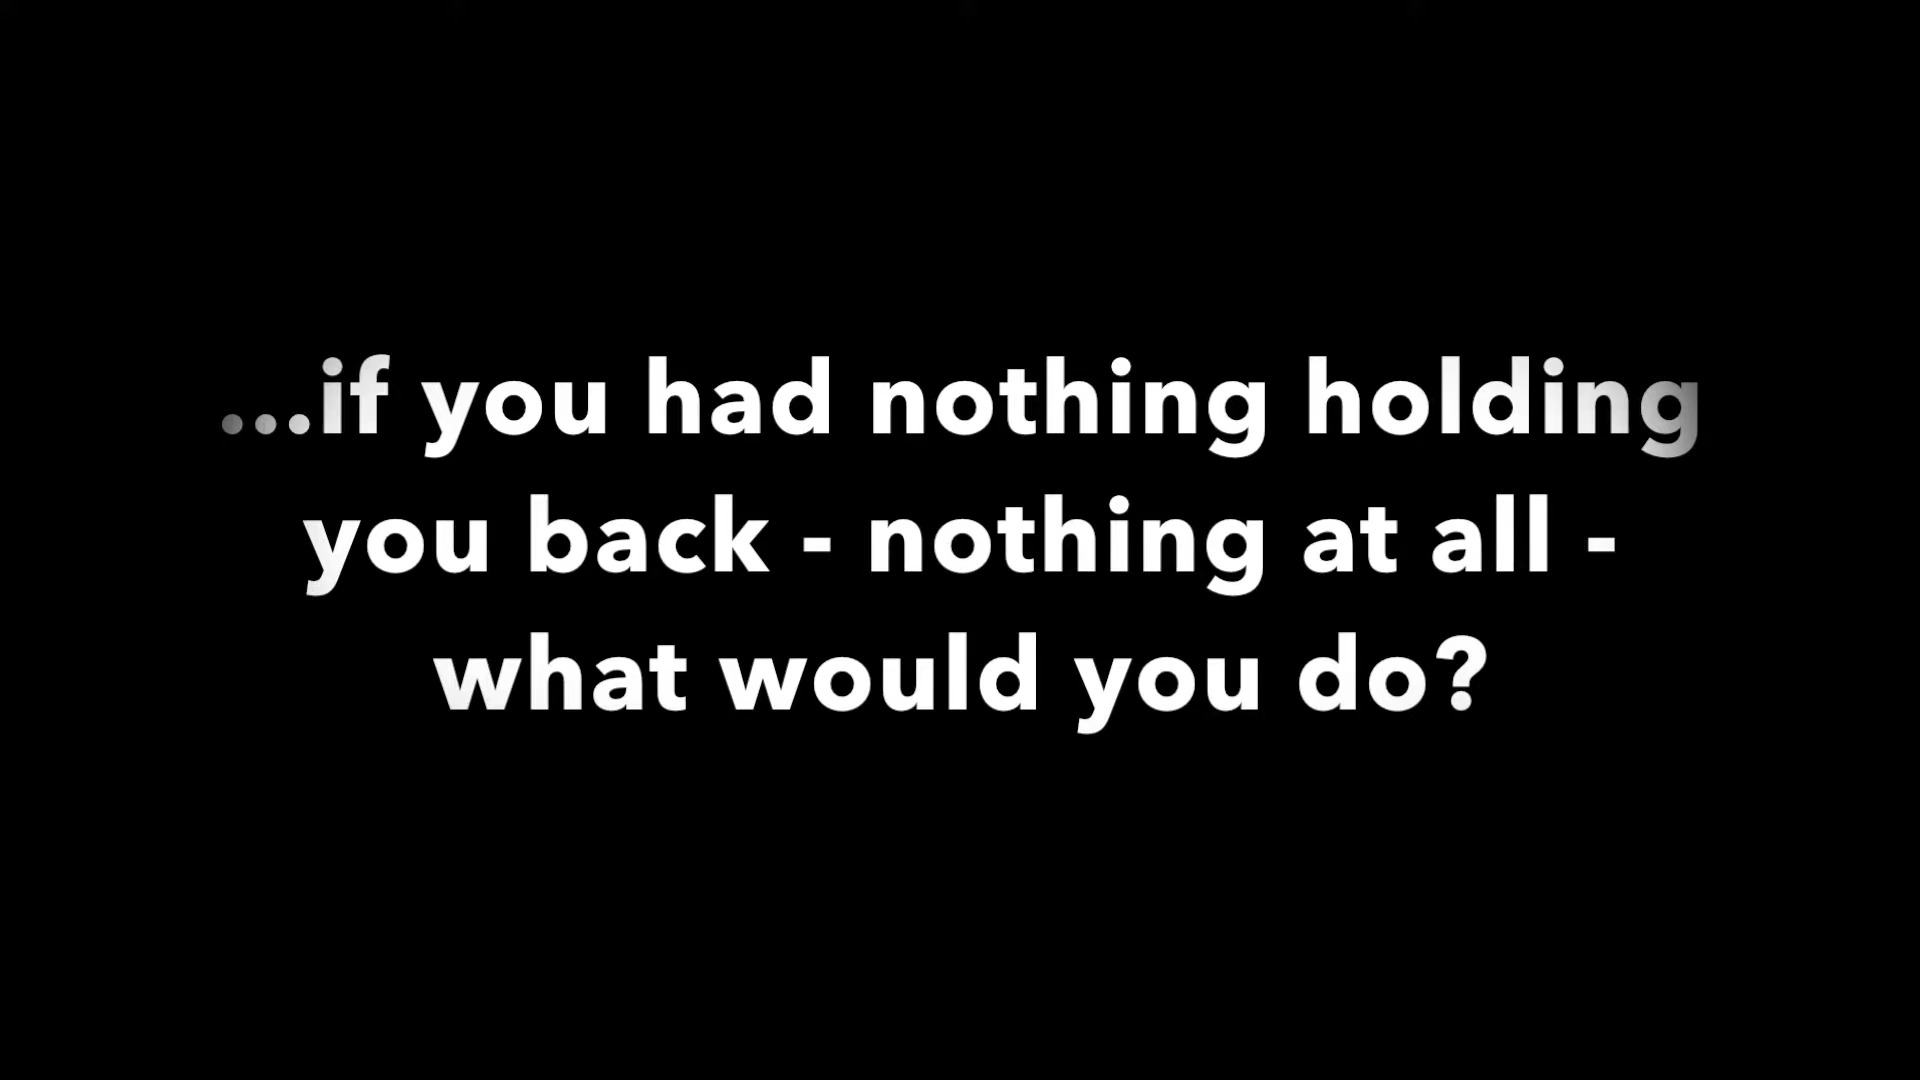 ...if you had nothing holding
you back - nothing at all -
what would you do?